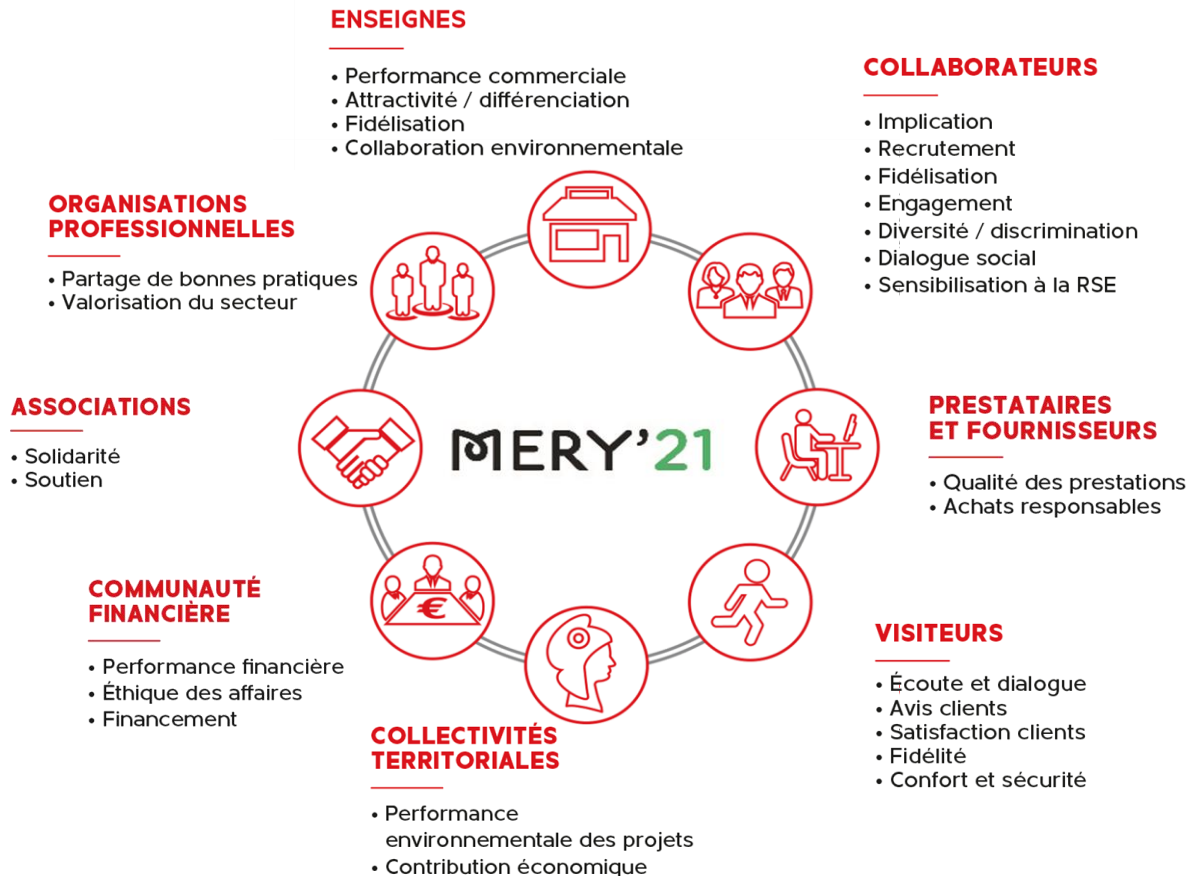 ENSEIGNES
• Performance commerciale
• Attractivité / différenciation
• Fidélisation
• Collaboration environnementale
COLLABORATEURS
• Implication
• Recrutement
• Fidélisation
• Engagement
• Diversité / discrimination
• Dialogue social
• Sensibilisation à la RSE
ORGANISATIONS
PROFESSIONNELLES
• Partage de bonnes pratiques
• Valorisation du secteur
ASSOCIATIONS
• Solidarité
• Soutien
MERY’21
PRESTATAIRES
ET FOURNISSEURS
• Qualité des prestations
• Achats responsables
COMMUNAUTÉ
FINANCIÈRE
• Performance financière
• Éthique des affaires
• Financement
€
VISITEURS
• Écoute et dialogue
• Avis clients
• Satisfaction clients
• Fidélité
• Confort et sécurité
COLLECTIVITÉS
TERRITORIALES
• Performance
environnementale des projets
• Contribution économique